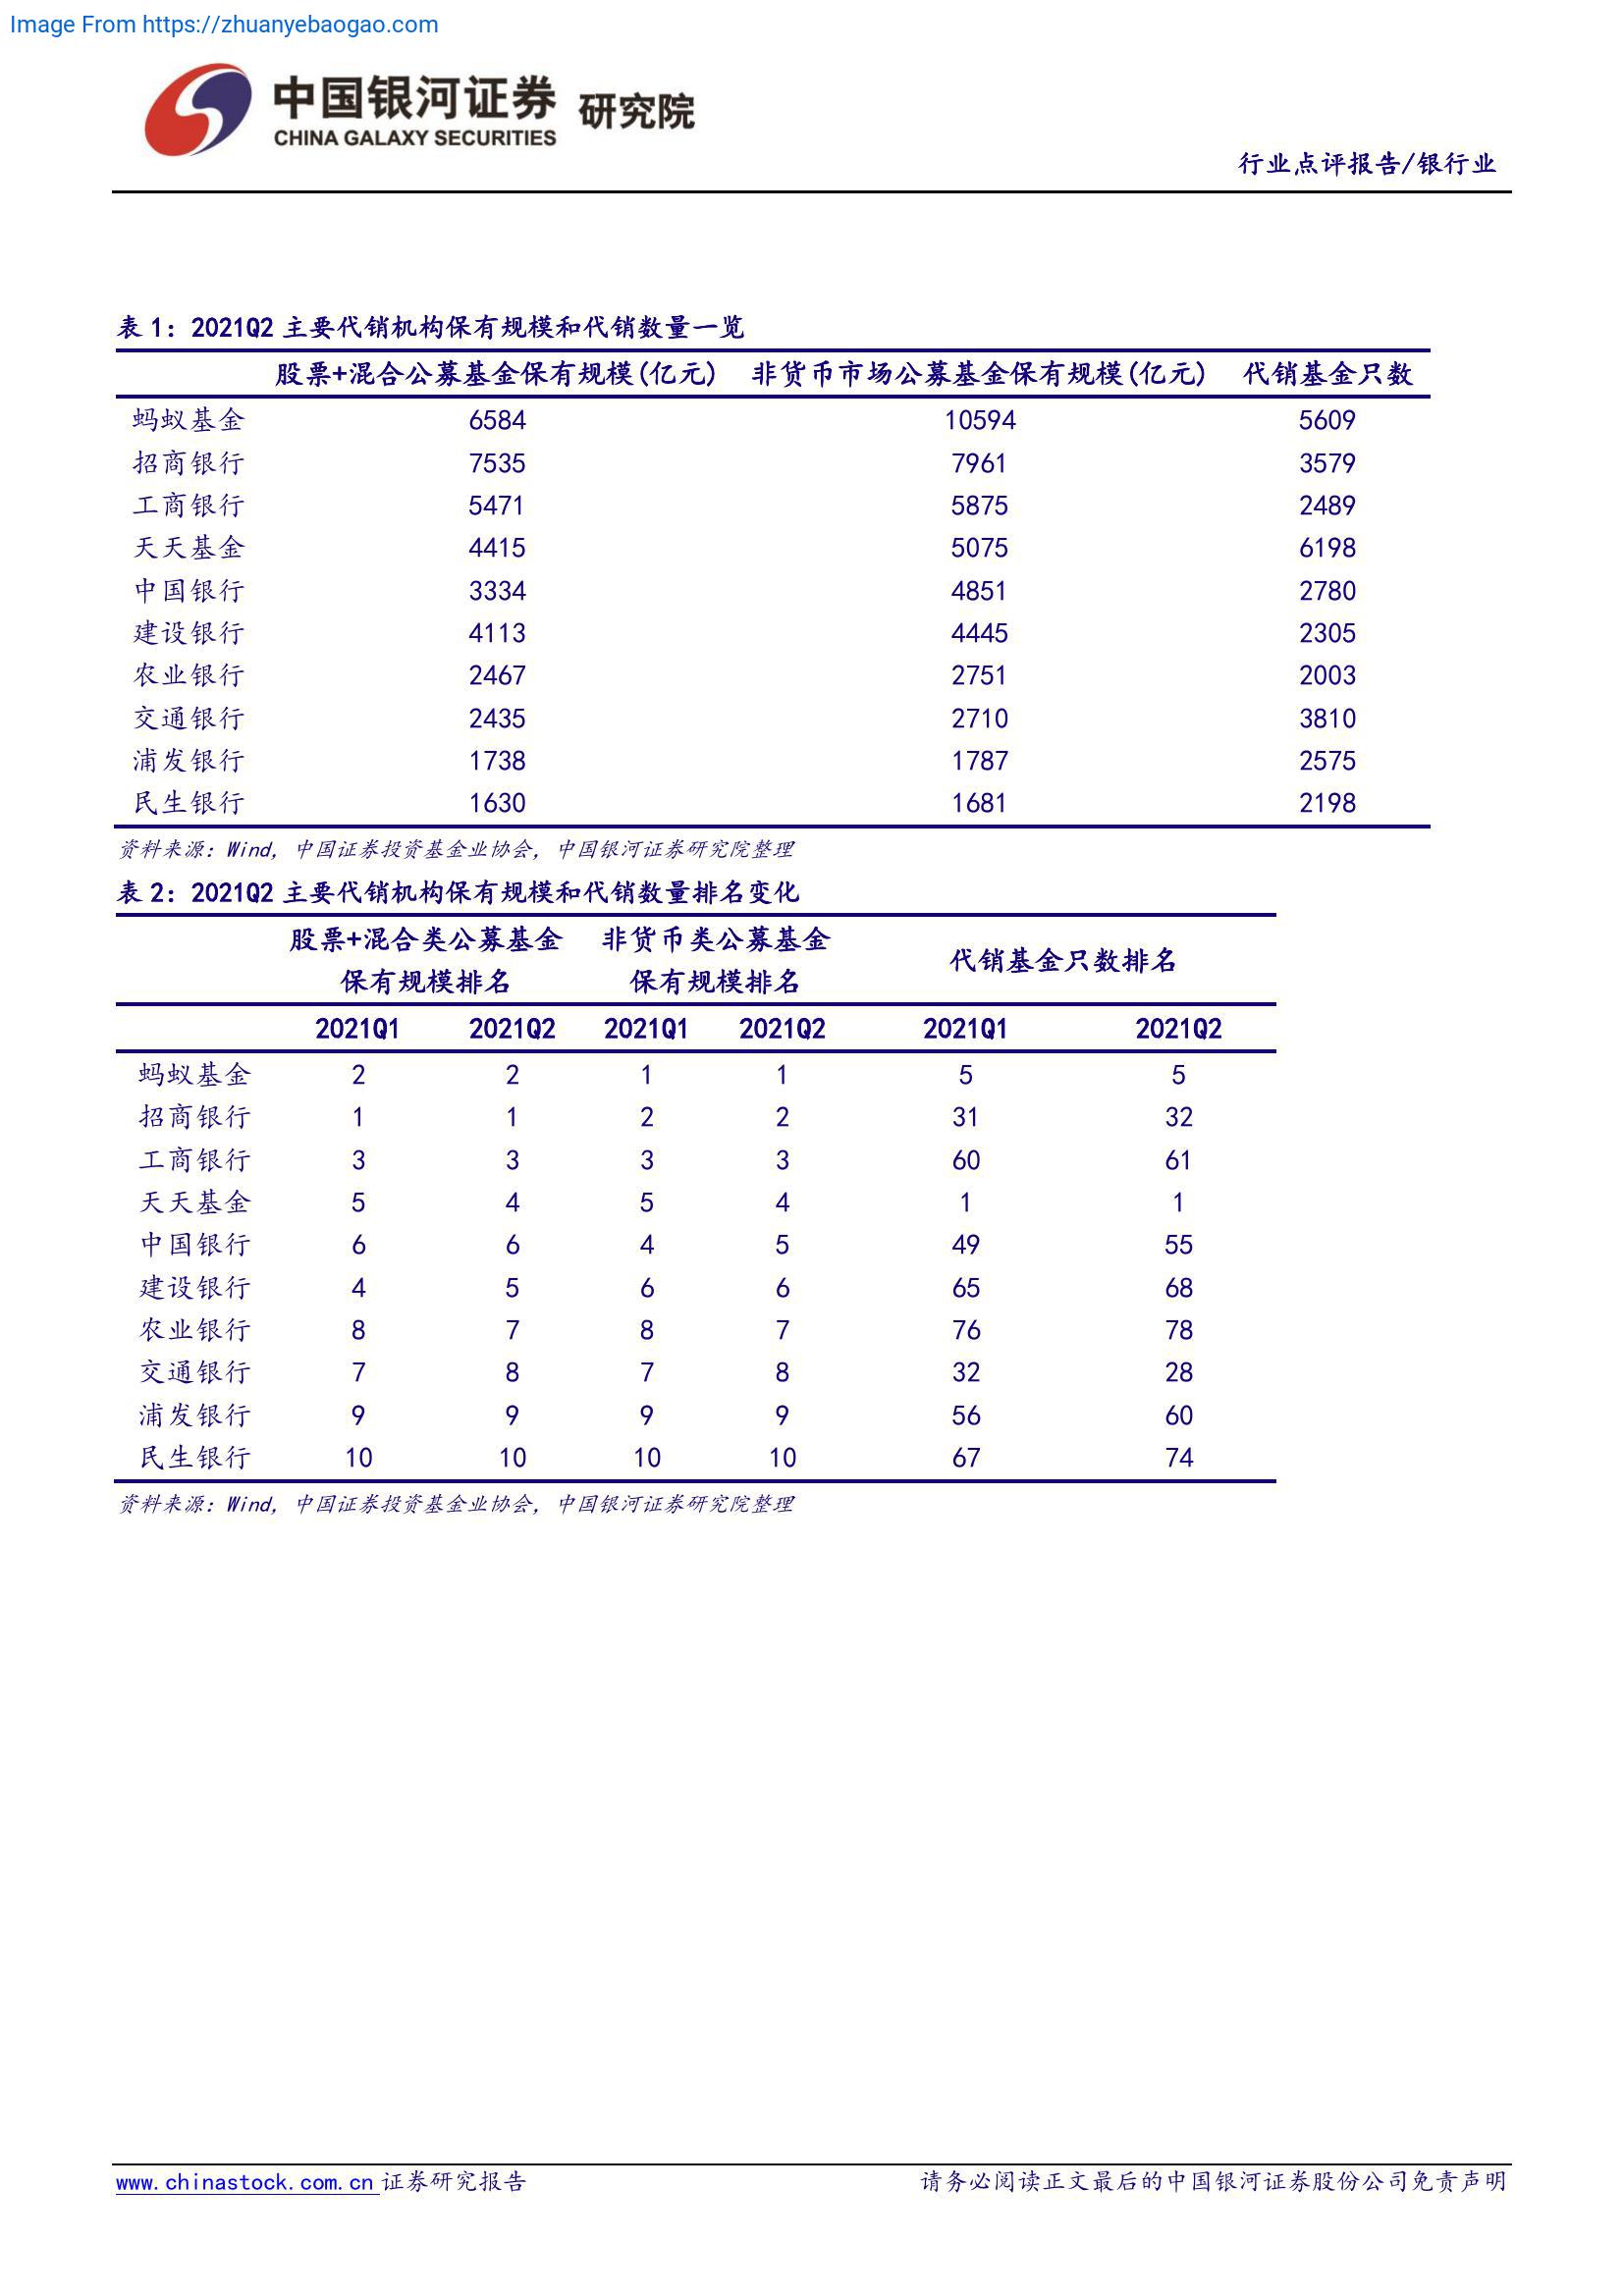 Image From https://zhuanyebaogao.com
中国银河证券 研究院
CHINA GALAXY SECURITIES
行业点评报告/银行业
表 1：2021Q2 主要代销机构保有规模和代销数量一览
股票+混合公募基金保有规模(亿元) 非货币市场公募基金保有规模(亿元) 代销基金只数
蚂蚁基金 6584 10594 5609
招商银行 7535 7961 3579
工商银行 5471 5875 2489
天天基金 4415 5075 6198
中国银行 3334 4851 2780
建设银行 4113 4445 2305
农业银行 2467 2751 2003
交通银行 2435 2710 3810
浦发银行 1738 1787 2575
民生银行 1630 1681 2198
资料来源：Wind，中国证券投资基金业协会，中国银河证券研究院整理
表 2：2021Q2 主要代销机构保有规模和代销数量排名变化
股票+混合类公募基金 非货币类公募基金
保有规模排名 保有规模排名 代销基金只数排名
2021Q1 2021Q2 2021Q1 2021Q2 2021Q1 2021Q2
蚂蚁基金 2 2 1 1 5 5
招商银行 1 1 2 2 31 32
工商银行 3 3 3 3 60 61
天天基金 5 4 5 4 1 1
中国银行 6 6 4 5 49 55
建设银行 4 5 6 6 65 68
农业银行 8 7 8 7 76 78
交通银行 7 8 7 8 32 28
浦发银行 9 9 9 9 56 60
民生银行 10 10 10 10 67 74
资料来源：Wind，中国证券投资基金业协会，中国银河证券研究院整理
www.chinastock.com.cn 证券研究报告 请务必阅读正文最后的中国银河证券股份公司免责声明